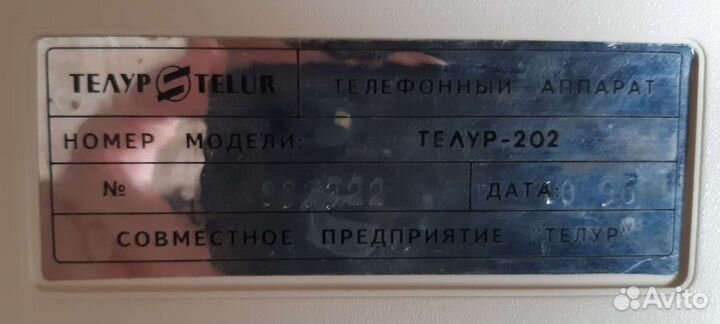 ТЕЛУР TELUR ТЕЛЕФОННЫЙ АППАРАТ
НОМЕР МОДЕЛИ: ТЕЛУР-202
№ ДАТА:
СОВМЕСТНОЕ ПРЕДПРИЯТИЕ "ТЕЛУР"
Avito